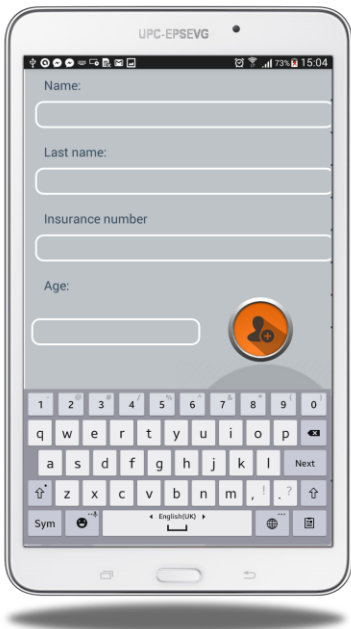 UPC-EPSEVG
73% 15:04
Name:
Last name:
Insurance number
Age:
1 2 3 4 5 6 7 8 9 0
q w e r t y u i o p
a s d f g h j k l Next
z x c v b n m , ! . ?
Sym English(UK)